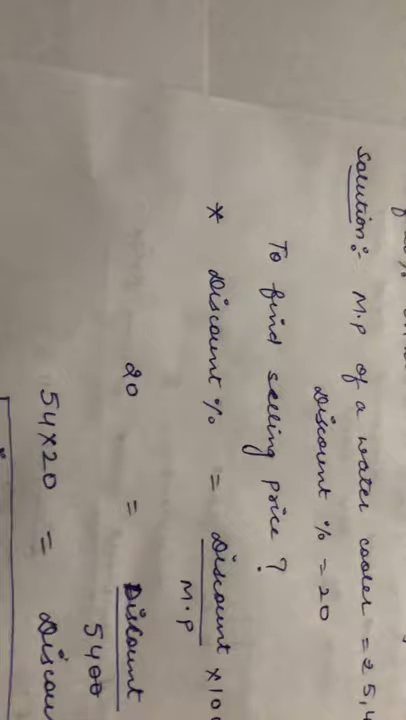 Solution:- M.P of a water cooler = 25,4
Discount % = 20
To find selling price ?
* Discount % = Discount × 10
M.P
20 = Discount
5400
54×20 = Discou